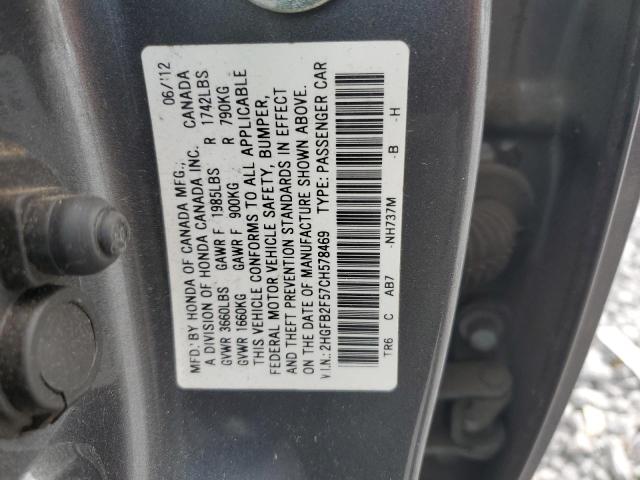 MFD. BY HONDA OF CANADA MFG., 06/'12
A DIVISION OF HONDA CANADA INC. CANADA
GVWR 3660LBS GAWR F 1985LBS R 1742LBS
GVWR 1660KG GAWR F 900KG R 790KG
THIS VEHICLE CONFORMS TO ALL APPLICABLE
FEDERAL MOTOR VEHICLE SAFETY, BUMPER,
AND THEFT PREVENTION STANDARDS IN EFFECT
ON THE DATE OF MANUFACTURE SHOWN ABOVE.
V.I.N.: 2HGFB2F57CH578469 TYPE: PASSENGER CAR
TR6 C AB7 -NH737M -B -H